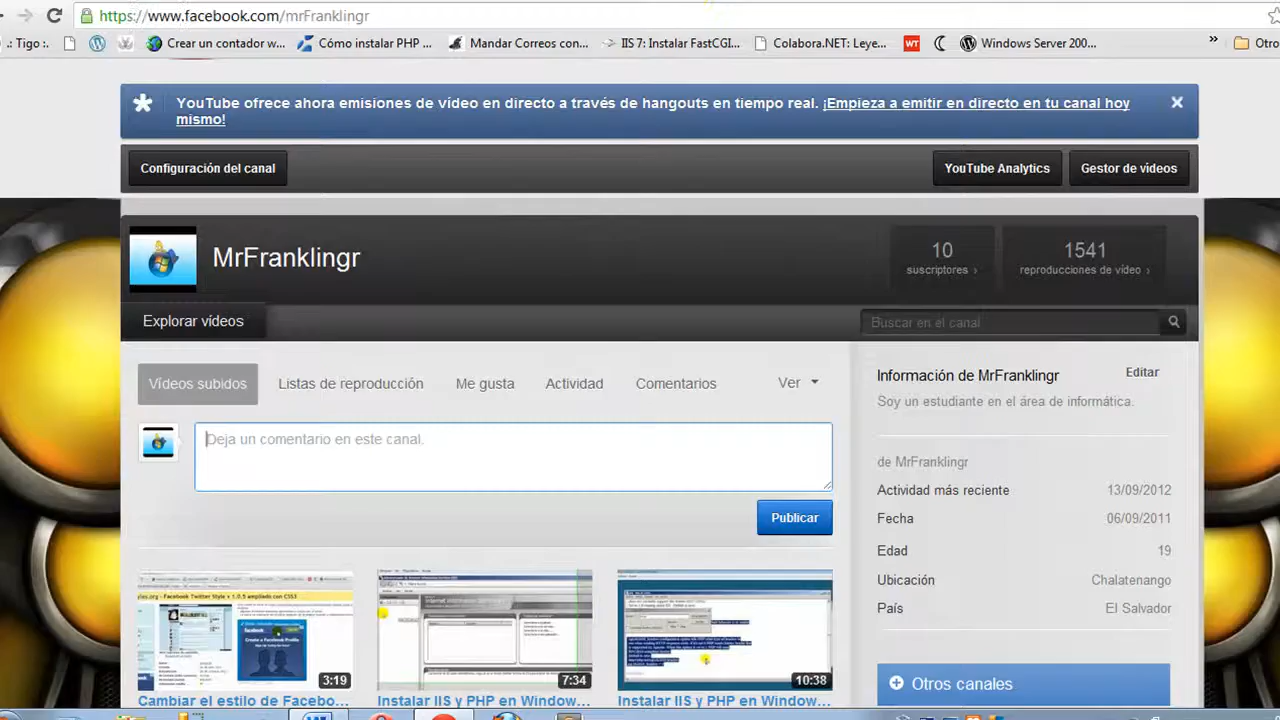 https://www.facebook.com/mrFranklingr
.: Tigo :.
Crear un contador w...
Cómo instalar PHP ...
Mandar Correos con...
IIS 7: Instalar FastCGI...
Colabora.NET: Leye...
WT
Windows Server 200...
»
Otro
YouTube ofrece ahora emisiones de vídeo en directo a través de hangouts en tiempo real. ¡Empieza a emitir en directo en tu canal hoy
mismo!
Configuración del canal
YouTube Analytics
Gestor de vídeos
MrFranklingr
10
suscriptores ›
1541
reproducciones de vídeo ›
Explorar vídeos
Buscar en el canal
Vídeos subidos
Listas de reproducción
Me gusta
Actividad
Comentarios
Ver
Deja un comentario en este canal.
Publicar
Información de MrFranklingr
Editar
Soy un estudiante en el área de informática.
de MrFranklingr
Actividad más reciente 13/09/2012
Fecha 06/09/2011
Edad 19
Ubicación Chalatenango
País El Salvador
Otros canales
3:19
7:34
10:38
Cambiar el estilo de Facebo...
Instalar IIS y PHP en Window...
Instalar IIS y PHP en Window...